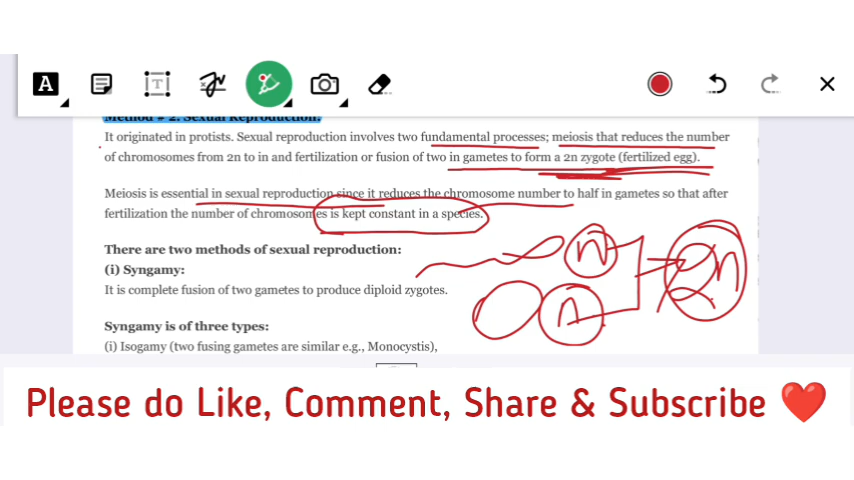 A
T
Method # 2. Sexual Reproduction:
It originated in protists. Sexual reproduction involves two fundamental processes; meiosis that reduces the number
of chromosomes from 2n to in and fertilization or fusion of two in gametes to form a 2n zygote (fertilized egg).
Meiosis is essential in sexual reproduction since it reduces the chromosome number to half in gametes so that after
fertilization the number of chromosomes is kept constant in a species.
There are two methods of sexual reproduction:
(i) Syngamy:
It is complete fusion of two gametes to produce diploid zygotes.
n
2n
n
Syngamy is of three types:
(i) Isogamy (two fusing gametes are similar e.g., Monocystis),
Please do Like, Comment, Share & Subscribe ❤️